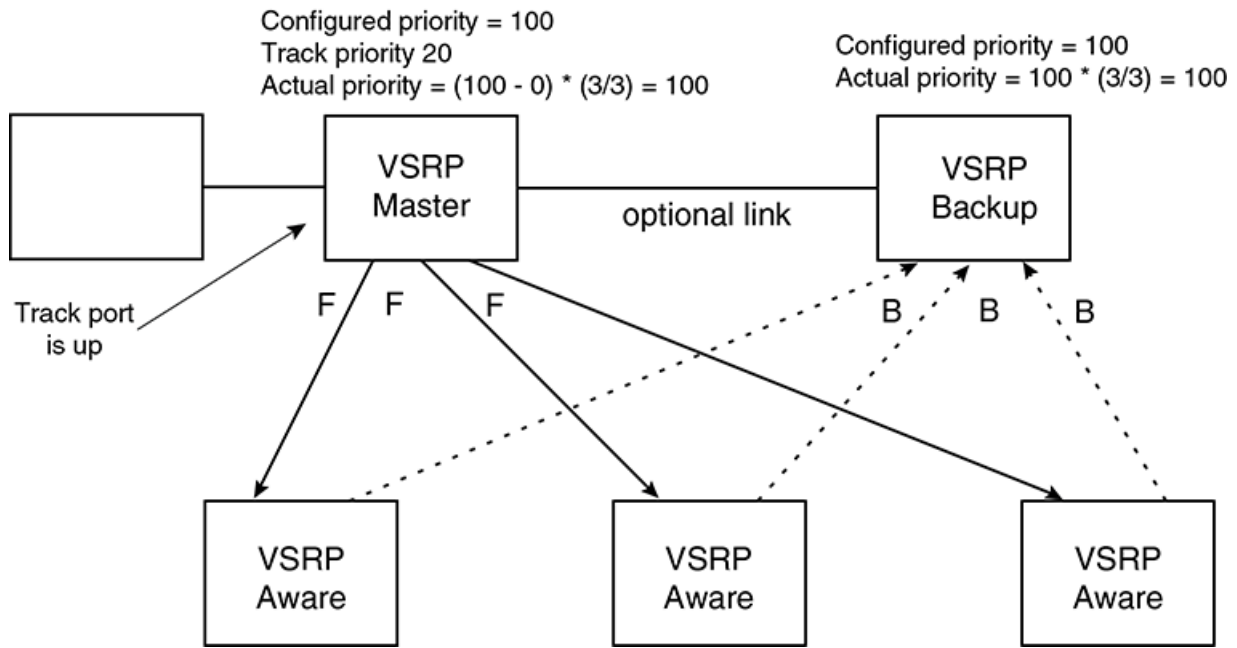 Configured priority = 100
Track priority 20
Actual priority = (100 - 0) * (3/3) = 100
Configured priority = 100
Actual priority = 100 * (3/3) = 100
VSRP
Master
optional link
VSRP
Backup
Track port
is up
F
F
F
B
B
B
VSRP
Aware
VSRP
Aware
VSRP
Aware